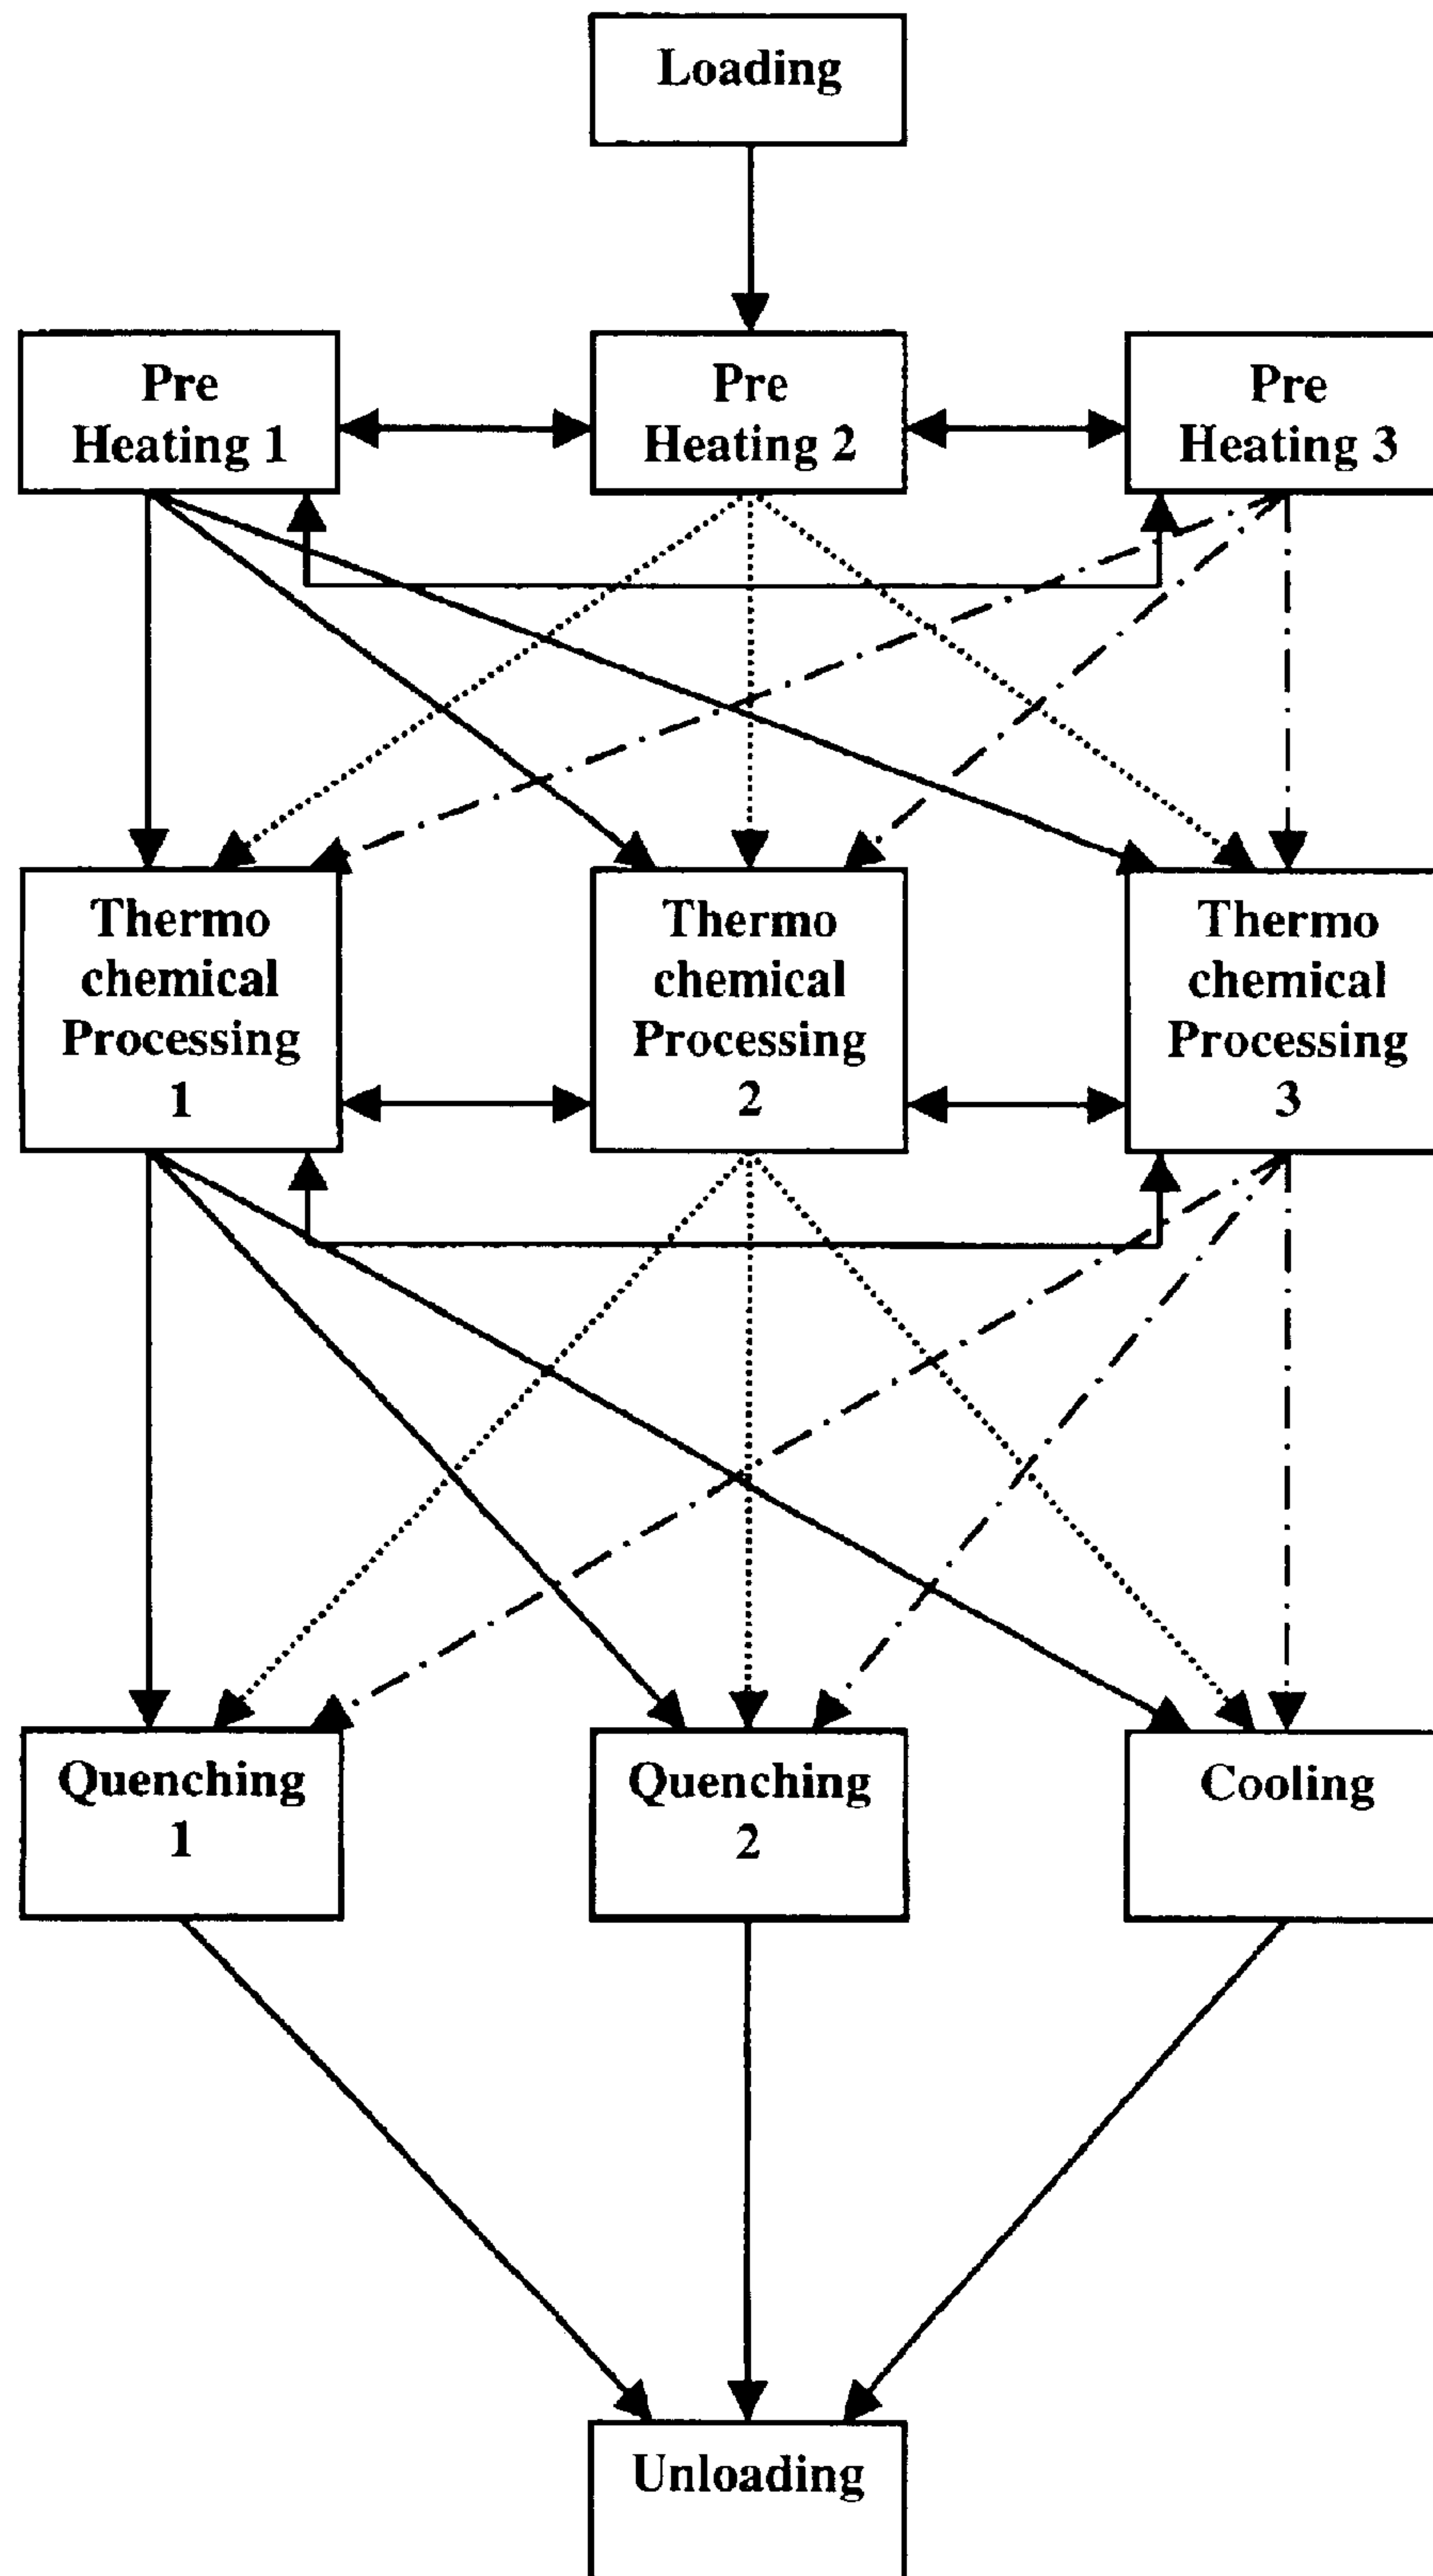 Loading
Pre
Heating 1
Pre
Heating 2
Pre
Heating 3
Thermo
chemical
Processing
1
Thermo
chemical
Processing
2
Thermo
chemical
Processing
3
Quenching
1
Quenching
2
Cooling
Unloading